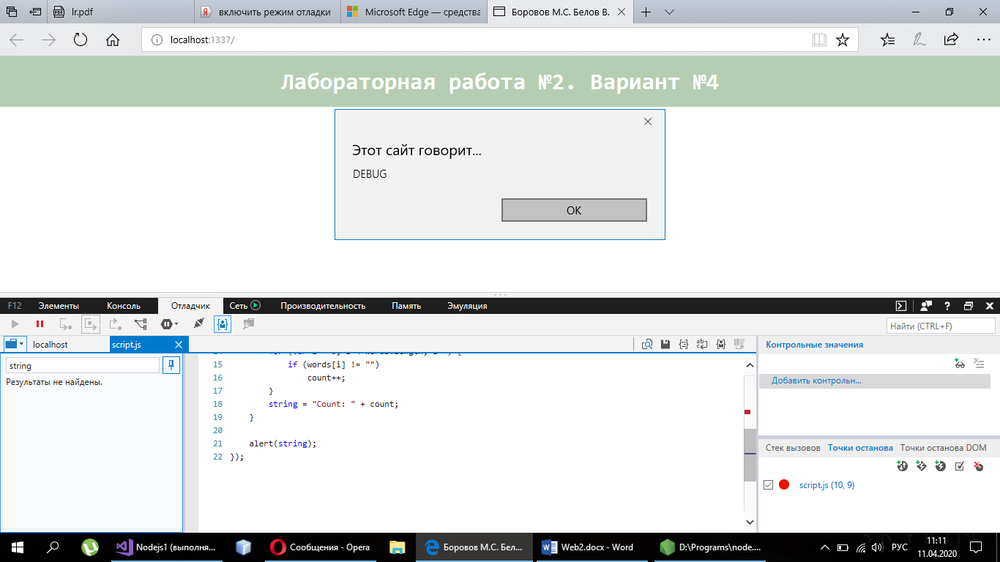 lr.pdf
включить режим отладки
Microsoft Edge — средства
Боровов М.С. Белов В.
localhost:1337/
Лабораторная работа №2. Вариант №4
Этот сайт говорит...
DEBUG
OK
F12 Элементы Консоль Отладчик Сеть Производительность Память Эмуляция
Найти (CTRL+F)
localhost
script.js
string
Результаты не найдены.
15 if (words[i] != "")
16 count++;
17 }
18 string = "Count: " + count;
19 }
20
21 alert(string);
22 });
Контрольные значения
Добавить контрольн...
Стек вызовов Точки останова Точки останова DOM
script.js (10, 9)
Nodejs1 (выполня...
Сообщения - Opera
Боровов М.С. Бел...
Web2.docx - Word
D:\Programs\node....
РУС
11:11
11.04.2020